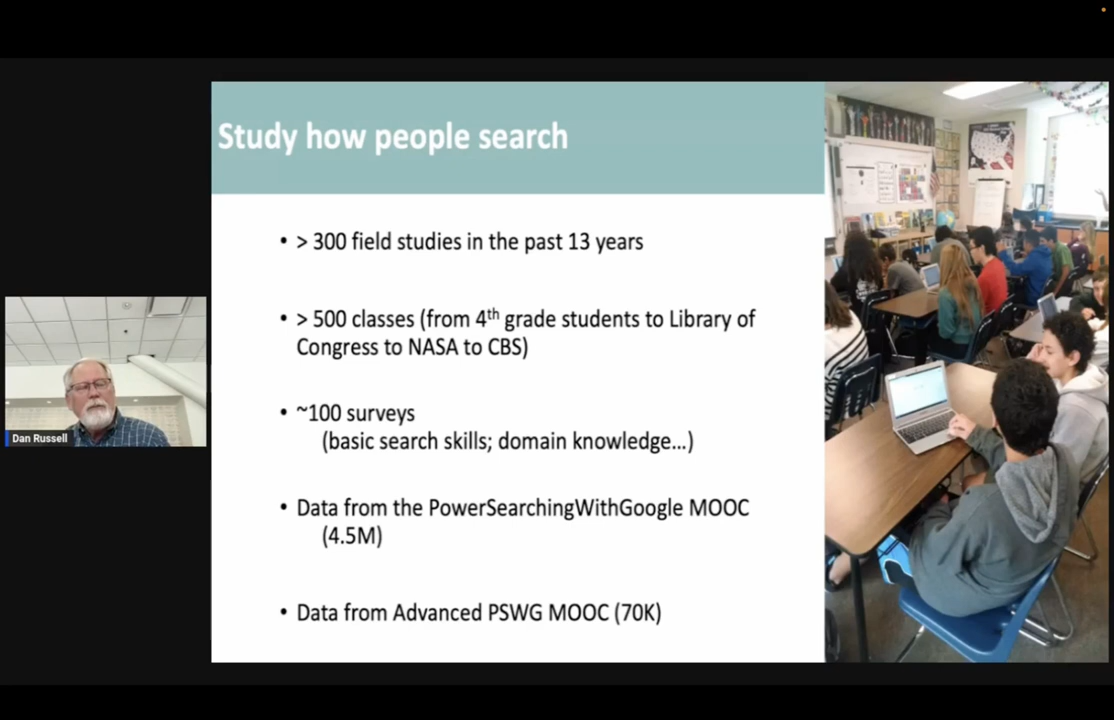 Study how people search
• > 300 field studies in the past 13 years
• > 500 classes (from 4th grade students to Library of
Congress to NASA to CBS)
• ~100 surveys
(basic search skills; domain knowledge...)
• Data from the PowerSearchingWithGoogle MOOC
(4.5M)
• Data from Advanced PSWG MOOC (70K)
Dan Russell